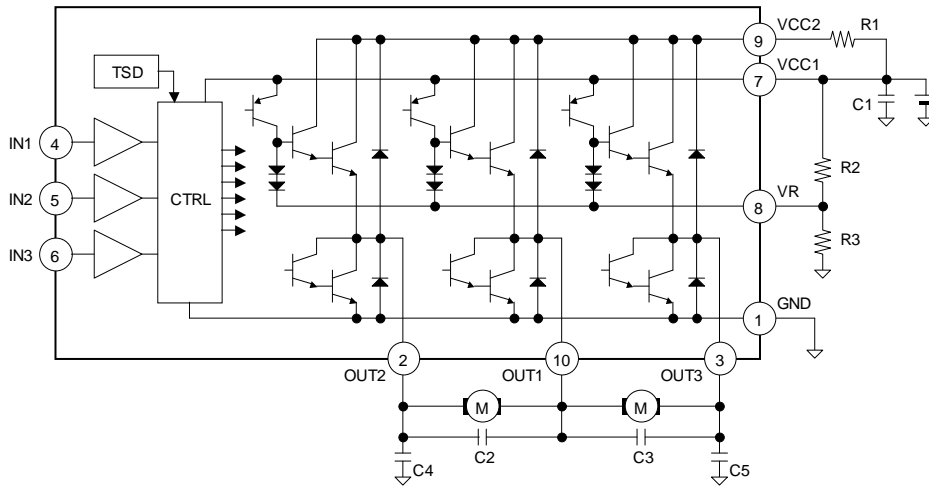 VCC2
R1
9
VCC1
TSD
7
C1
IN1
4
R2
IN2
5
CTRL
VR
8
IN3
6
R3
GND
1
2
10
3
OUT2
OUT1
OUT3
M
M
C4
C2
C3
C5